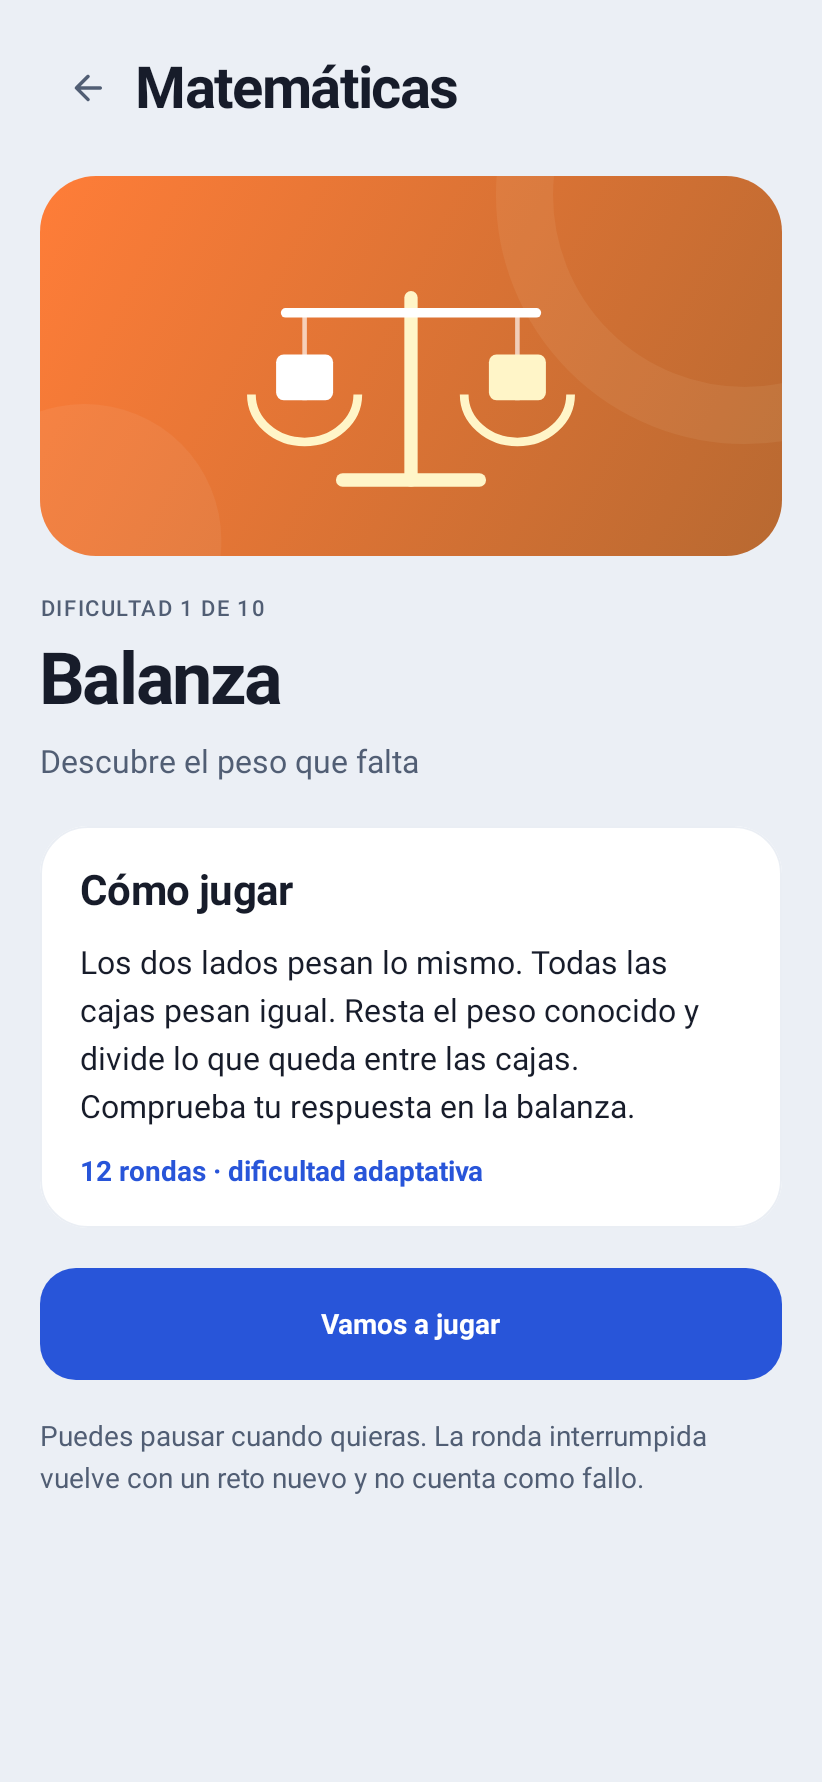 Matemáticas
DIFICULTAD 1 DE 10
Balanza
Descubre el peso que falta
Cómo jugar
Los dos lados pesan lo mismo. Todas las
cajas pesan igual. Resta el peso conocido y
divide lo que queda entre las cajas.
Comprueba tu respuesta en la balanza.
12 rondas · dificultad adaptativa
Vamos a jugar
Puedes pausar cuando quieras. La ronda interrumpida
vuelve con un reto nuevo y no cuenta como fallo.